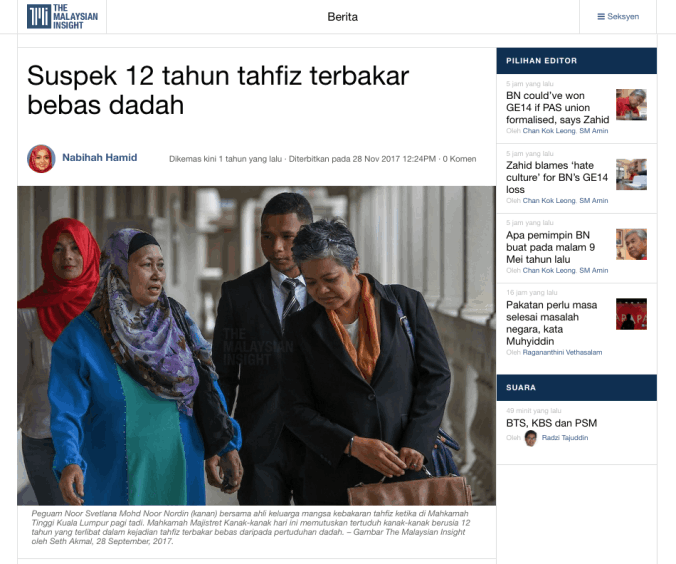 THE
MALAYSIAN
INSIGHT
Berita
Seksyen
Suspek 12 tahun tahfiz terbakar
bebas dadah
Nabihah Hamid
Dikemas kini 1 tahun yang lalu · Diterbitkan pada 28 Nov 2017 12:24PM · 0 Komen
THE
MALAYSIAN
INSIGHT
Peguam Noor Svetlana Mohd Noor Nordin (kanan) bersama ahli keluarga mangsa kebakaran tahfiz ketika di Mahkamah
Tinggi Kuala Lumpur pagi tadi. Mahkamah Majistret Kanak-kanak hari ini memutuskan tertuduh kanak-kanak berusia 12
tahun yang terlibat dalam kejadian tahfiz terbakar bebas daripada pertuduhan dadah. – Gambar The Malaysian Insight
oleh Seth Akmal, 28 September, 2017.
PILIHAN EDITOR
5 jam yang lalu
BN could've won
GE14 if PAS union
formalised, says Zahid
Oleh Chan Kok Leong, SM Amin
5 jam yang lalu
Zahid blames 'hate
culture' for BN's GE14
loss
Oleh Chan Kok Leong, SM Amin
5 jam yang lalu
Apa pemimpin BN
buat pada malam 9
Mei tahun lalu
Oleh Chan Kok Leong, SM Amin
16 jam yang lalu
Pakatan perlu masa
selesai masalah
negara, kata
Muhyiddin
Oleh Ragananthini Vethasalam
SUARA
49 minit yang lalu
BTS, KBS dan PSM
Oleh Radzi Tajuddin